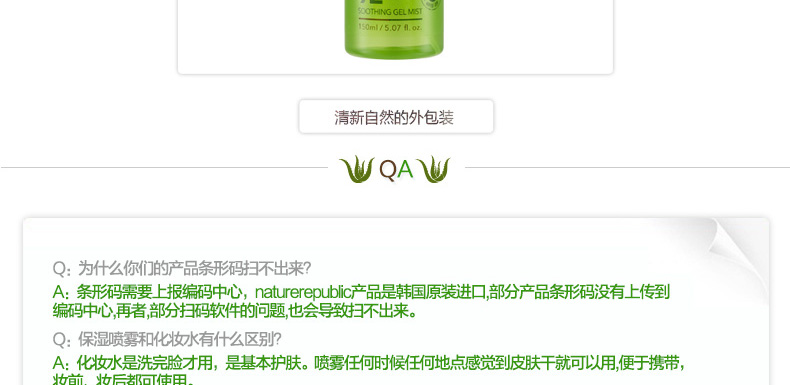 SOOTHING GEL MIST
150ml / 5.07 fl. oz.
清新自然的外包装
QA
Q：为什么你们的产品条形码扫不出来？
A：条形码需要上报编码中心，naturerepublic产品是韩国原装进口,部分产品条形码没有上传到
编码中心,再者,部分扫码软件的问题,也会导致扫不出来。
Q：保湿喷雾和化妆水有什么区别？
A：化妆水是洗完脸才用，是基本护肤。喷雾任何时候任何地点感觉到皮肤干就可以用,便于携带，
妆前，妆后都可使用。